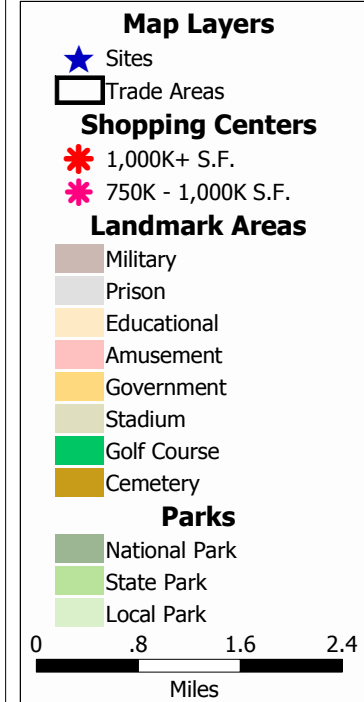 Map Layers
Sites
Trade Areas
Shopping Centers
1,000K+ S.F.
750K - 1,000K S.F.
Landmark Areas
Military
Prison
Educational
Amusement
Government
Stadium
Golf Course
Cemetery
Parks
National Park
State Park
Local Park
0 .8 1.6 2.4
Miles